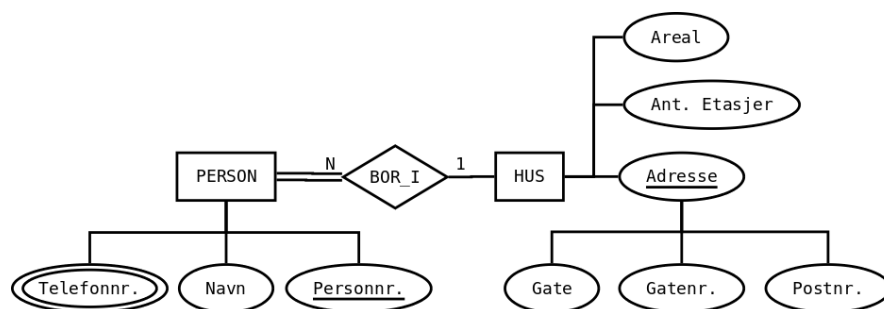 Areal
Ant. Etasjer
PERSON
N
BOR_I
1
HUS
Adresse
Telefonnr.
Navn
Personnr.
Gate
Gatenr.
Postnr.